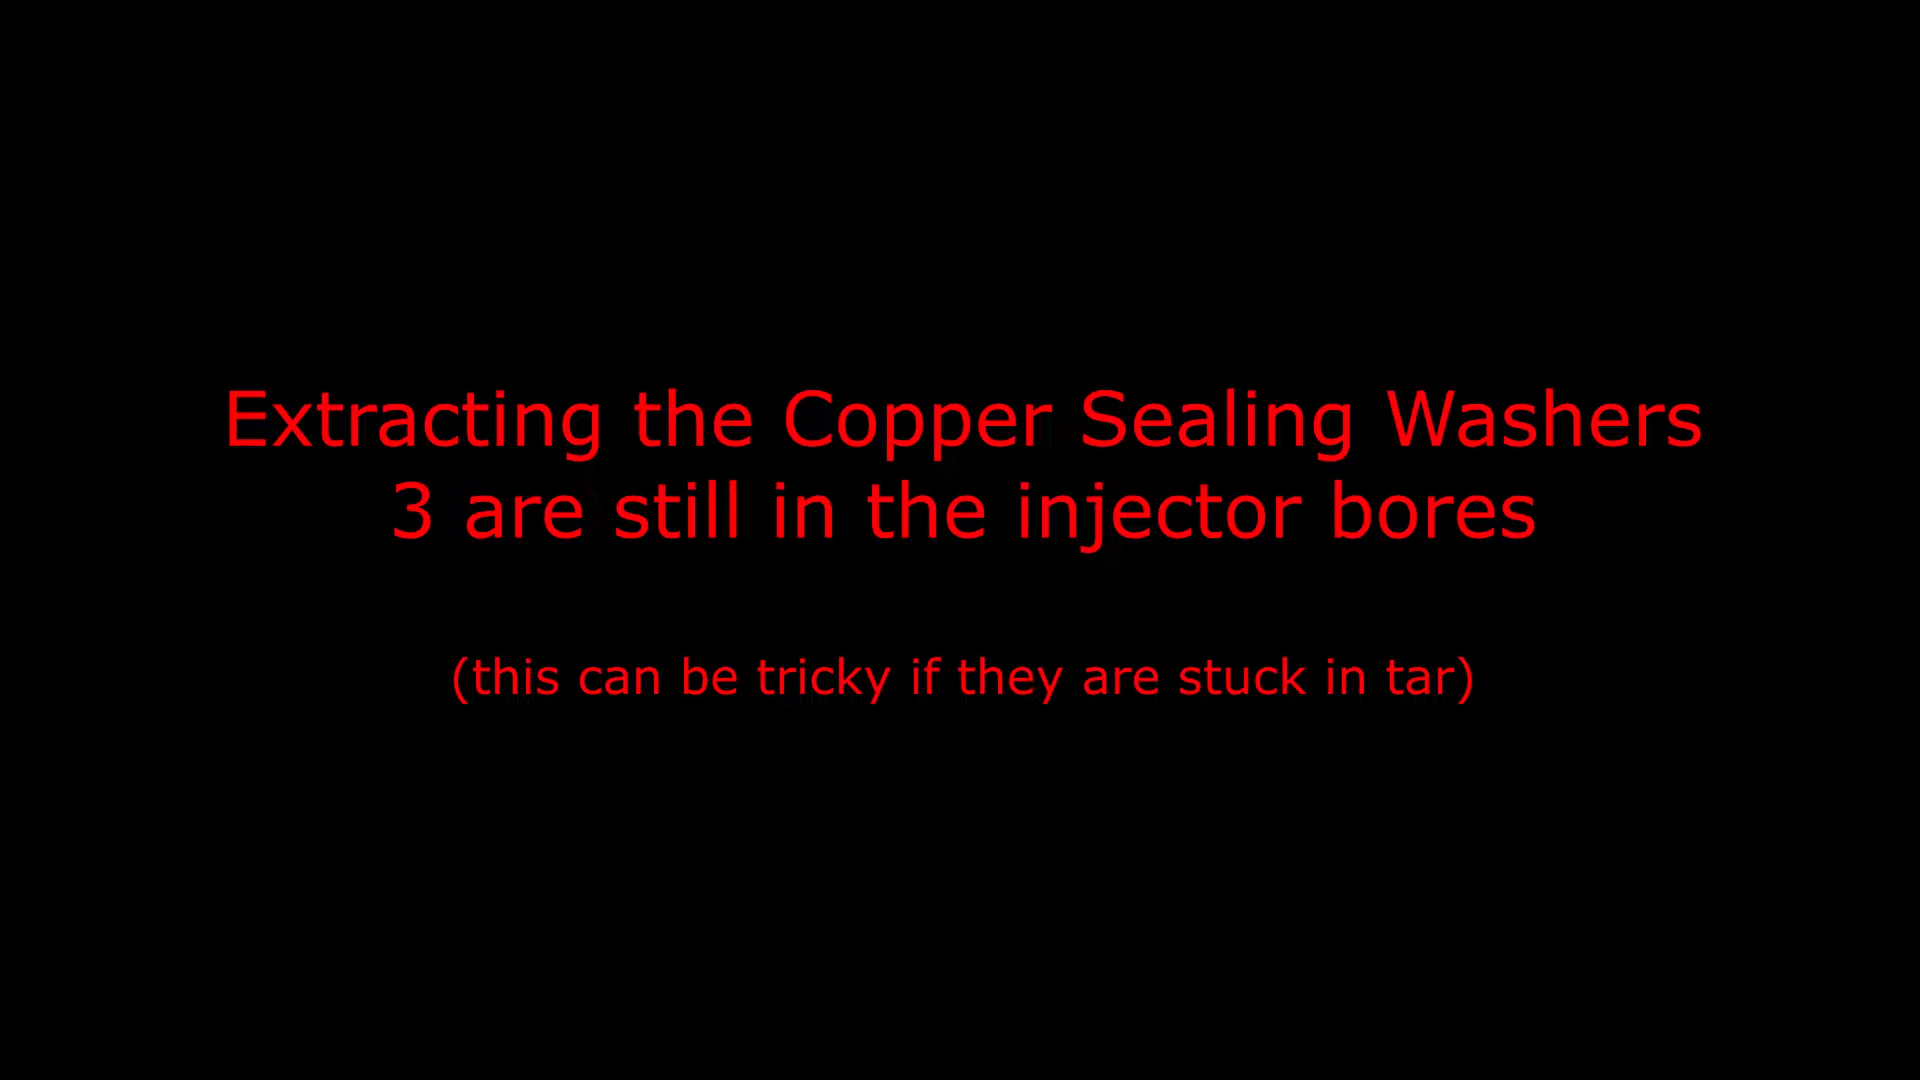 Extracting the Copper Sealing Washers
3 are still in the injector bores
(this can be tricky if they are stuck in tar)